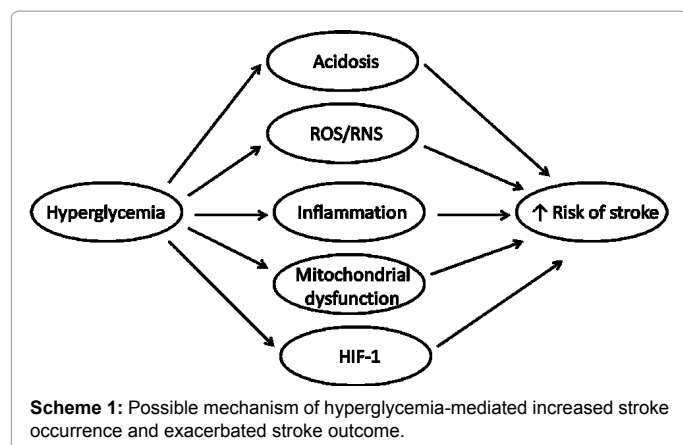 Acidosis
ROS/RNS
Hyperglycemia
Inflammation
↑ Risk of stroke
Mitochondrial
dysfunction
HIF-1
Scheme 1: Possible mechanism of hyperglycemia-mediated increased stroke
occurrence and exacerbated stroke outcome.